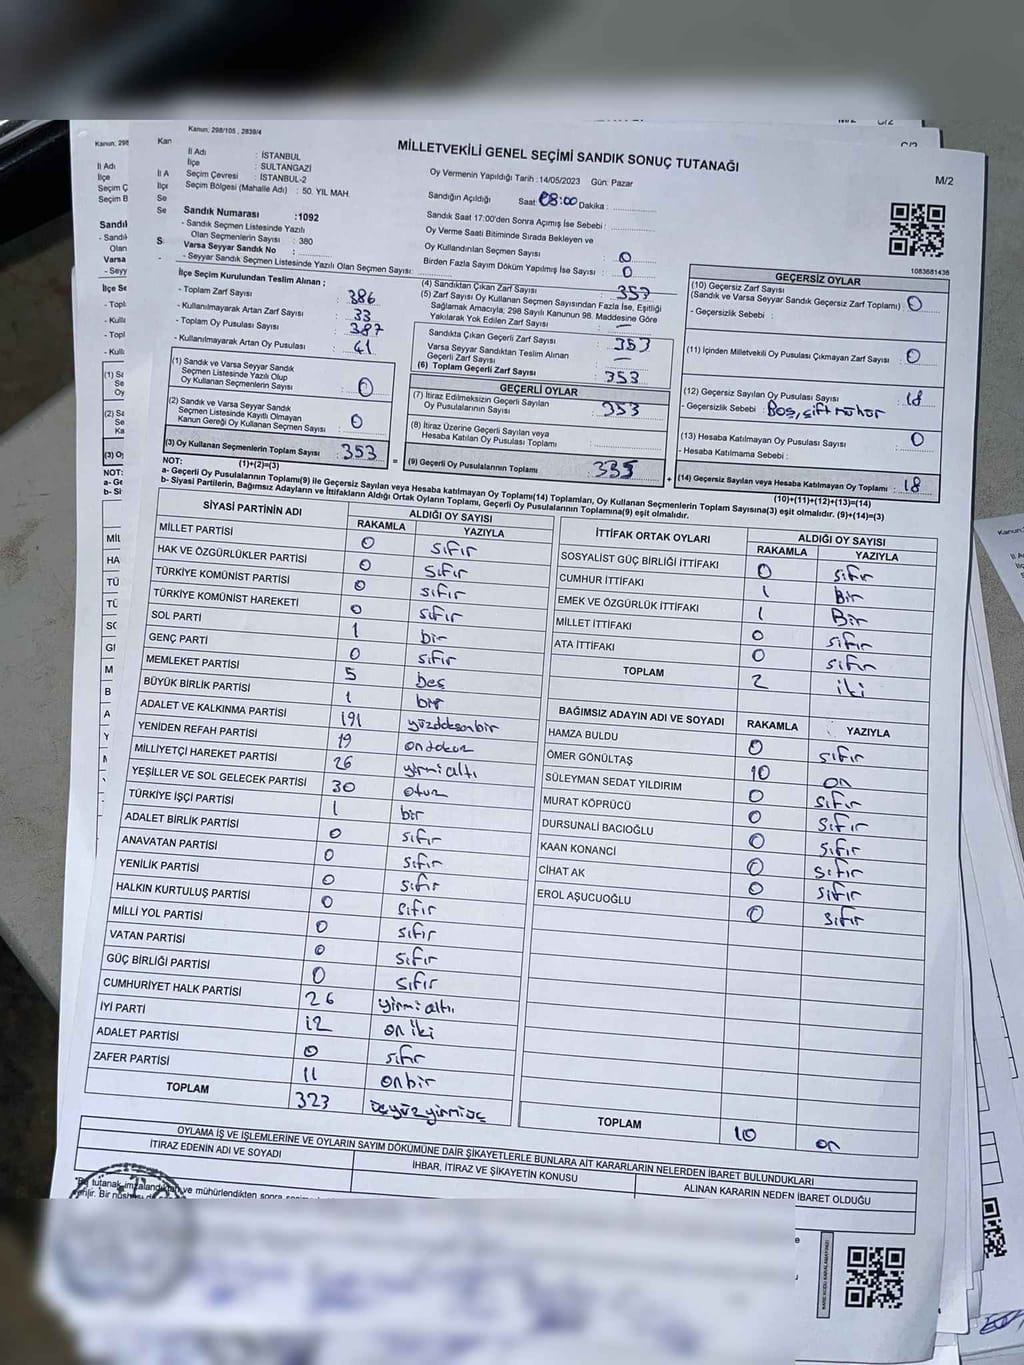 Kanun, 298/105 , 2839/4
MİLLETVEKİLİ GENEL SEÇİMİ SANDIK SONUÇ TUTANAĞI
M/2
İl Adı : İSTANBUL
İlçe : SULTANGAZİ
Seçim Çevresi : İSTANBUL-2
Seçim Bölgesi (Mahalle Adı) : 50. YIL MAH.
Sandık Numarası :1092
- Sandık Seçmen Listesinde Yazılı
Olan Seçmenlerin Sayısı : 380
Varsa Seyyar Sandık No :
- Seyyar Sandık Seçmen Listesinde Yazılı Olan Seçmen Sayısı:
Oy Vermenin Yapıldığı Tarih :14/05/2023 Gün: Pazar
Sandığın Açıldığı Saat: 08:00 Dakika :
Sandık Saat 17:00'den Sonra Açımış İse Sebebi :
Oy Verme Saati Bitiminde Sırada Bekleyen ve
Oy Kullandırılan Seçmen Sayısı : 0
Birden Fazla Sayım Döküm Yapılmış İse Sayısı : 0
1083681436
İlçe Seçim Kurulundan Teslim Alınan ;
- Toplam Zarf Sayısı : 386
- Kullanılmayarak Artan Zarf Sayısı : 33
- Toplam Oy Pusulası Sayısı : 387
- Kullanılmayarak Artan Oy Pusulası : 41
(1) Sandık ve Varsa Seyyar Sandık
Seçmen Listesinde Yazılı Olup
Oy Kullanan Seçmenlerin Sayısı : 0
(2) Sandık ve Varsa Seyyar Sandık
Seçmen Listesinde Kayıtlı Olmayan
Kanun Gereği Oy Kullanan Seçmen Sayısı : 0
(3) Oy Kullanan Seçmenlerin Toplam Sayısı : 353
(1)+(2)=(3)
(4) Sandıktan Çıkan Zarf Sayısı : 353
(5) Zarf Sayısı Oy Kullanan Seçmen Sayısından Fazla İse, Eşitliği
Sağlamak Amacıyla; 298 Sayılı Kanunun 98. Maddesine Göre
Yakılarak Yok Edilen Zarf Sayısı : —
Sandıkta Çıkan Geçerli Zarf Sayısı : 353
Varsa Seyyar Sandıktan Teslim Alınan
Geçerli Zarf Sayısı : —
(6) Toplam Geçerli Zarf Sayısı : 353
GEÇERLİ OYLAR
(7) İtiraz Edilmeksizin Geçerli Sayılan
Oy Pusulalarının Sayısı : 353
(8) İtiraz Üzerine Geçerli Sayılan veya
Hesaba Katılan Oy Pusulası Toplamı :
(9) Geçerli Oy Pusulalarının Toplamı : 335
GEÇERSİZ OYLAR
(10) Geçersiz Zarf Sayısı : 0
(Sandık ve Varsa Seyyar Sandık Geçersiz Zarf Toplamı)
- Geçersizlik Sebebi :
(11) İçinden Milletvekili Oy Pusulası Çıkmayan Zarf Sayısı : 0
(12) Geçersiz Sayılan Oy Pusulası Sayısı : 18
- Geçersizlik Sebebi : Boş, çift mühür
(13) Hesaba Katılmayan Oy Pusulası Sayısı : 0
- Hesaba Katılmama Sebebi :
(14) Geçersiz Sayılan veya Hesaba Katılmayan Oy Toplamı : 18
(10)+(11)+(12)+(13)=(14)
NOT:
a- Geçerli Oy Pusulaları Toplamı(9) ile Geçersiz Sayılan veya Hesaba katılmayan Oy Toplamı(14) Toplamları, Oy Kullanan Seçmenlerin Toplam Sayısına(3) eşit olmalıdır. (9)+(14)=(3)
b- Siyasi Partilerin, Bağımsız Adayların ve İttifakların Aldığı Ortak Oyların Toplamı, Geçerli Oy Pusulalarının Toplamına(9) eşit olmalıdır.
SİYASİ PARTİNİN ADI ALDIĞI OY SAYISI
RAKAMLA YAZIYLA
MİLLET PARTİSİ 0 sıfır
HAK VE ÖZGÜRLÜKLER PARTİSİ 0 sıfır
TÜRKİYE KOMÜNİST PARTİSİ 0 sıfır
TÜRKİYE KOMÜNİST HAREKETİ 0 sıfır
SOL PARTİ 1 bir
GENÇ PARTİ 0 sıfır
MEMLEKET PARTİSİ 5 beş
BÜYÜK BİRLİK PARTİSİ 1 bir
ADALET VE KALKINMA PARTİSİ 191 yüzdoksanbir
YENİDEN REFAH PARTİSİ 19 ondokuz
MİLLİYETÇİ HAREKET PARTİSİ 26 yirmi altı
YEŞİLLER VE SOL GELECEK PARTİSİ 30 otuz
TÜRKİYE İŞÇİ PARTİSİ 1 bir
ADALET BİRLİK PARTİSİ 0 sıfır
ANAVATAN PARTİSİ 0 sıfır
YENİLİK PARTİSİ 0 sıfır
HALKIN KURTULUŞ PARTİSİ 0 sıfır
MİLLİ YOL PARTİSİ 0 sıfır
VATAN PARTİSİ 0 sıfır
GÜÇ BİRLİĞİ PARTİSİ 0 sıfır
CUMHURİYET HALK PARTİSİ 26 yirmi altı
İYİ PARTİ 12 on iki
ADALET PARTİSİ 0 sıfır
ZAFER PARTİSİ 11 onbir
TOPLAM 323 üçyüzyirmiüç
İTTİFAK ORTAK OYLARI ALDIĞI OY SAYISI
RAKAMLA YAZIYLA
SOSYALİST GÜÇ BİRLİĞİ İTTİFAKI 0 sıfır
CUMHUR İTTİFAKI 1 Bir
EMEK VE ÖZGÜRLÜK İTTİFAKI 1 Bir
MİLLET İTTİFAKI 0 sıfır
ATA İTTİFAKI 0 sıfır
TOPLAM 2 iki
BAĞIMSIZ ADAYIN ADI VE SOYADI RAKAMLA YAZIYLA
HAMZA BULDU 0 sıfır
ÖMER GÖNÜLTAŞ 10 on
SÜLEYMAN SEDAT YILDIRIM 0 sıfır
MURAT KÖPRÜCÜ 0 sıfır
DURSUNALİ BACIOĞLU 0 sıfır
KAAN KONANCİ 0 sıfır
CİHAT AK 0 sıfır
EROL AŞUCUOĞLU 0 sıfır
TOPLAM 10 on
OYLAMA İŞ VE İŞLEMLERİNE VE OYLARIN SAYIM DÖKÜMÜNE DAİR ŞİKAYETLERLE BUNLARA AİT KARARLARIN NELERDEN İBARET BULUNDUKLARI
İTİRAZ EDENİN ADI VE SOYADI
İHBAR, İTİRAZ VE ŞİKAYETİN KONUSU
ALINAN KARARIN NEDEN İBARET OLDUĞU